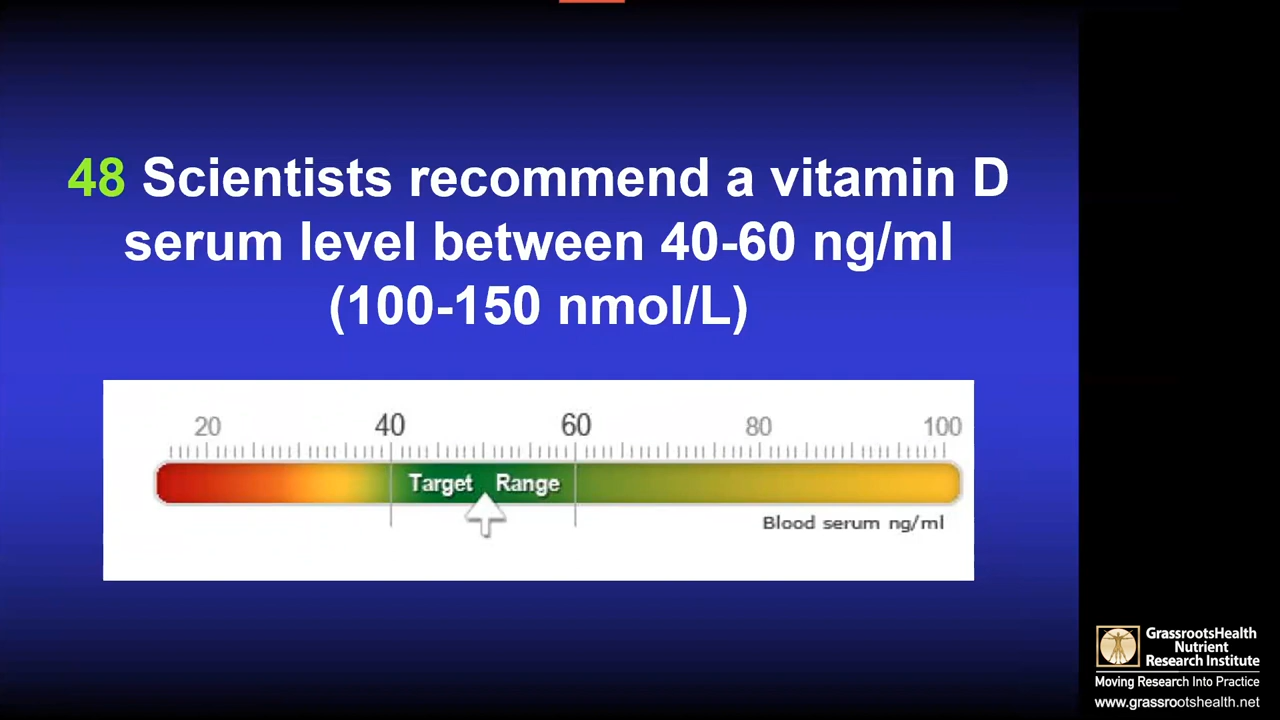 48 Scientists recommend a vitamin D
serum level between 40-60 ng/ml
(100-150 nmol/L)
20 40 60 80 100
Target Range
Blood serum ng/ml
GrassrootsHealth
Nutrient
Research Institute
Moving Research Into Practice
www.grassrootshealth.net